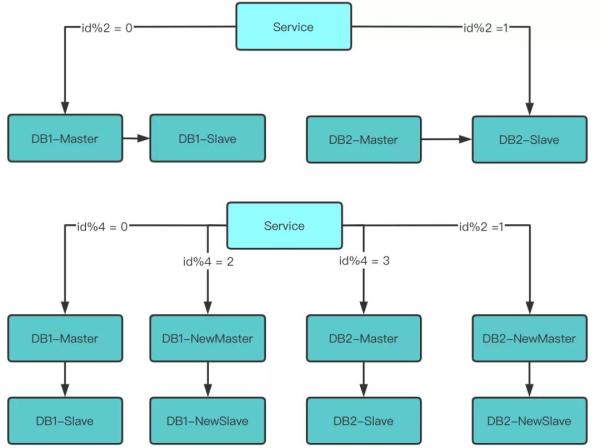 Service
id%2 = 0
id%2 =1
DB1-Master
DB1-Slave
DB2-Master
DB2-Slave
Service
id%4 = 0
id%2 =1
id%4 = 2
id%4 = 3
DB1-Master
DB1-NewMaster
DB2-Master
DB2-NewMaster
DB1-Slave
DB1-NewSlave
DB2-Slave
DB2-NewSlave